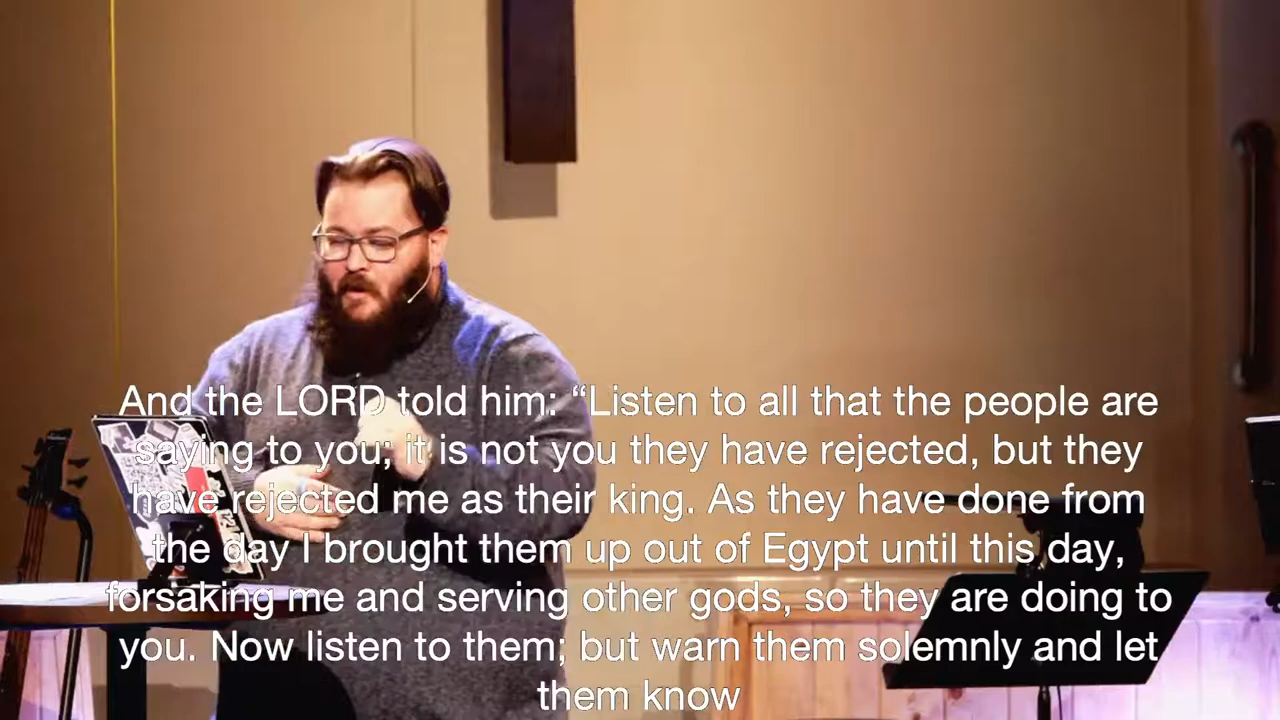 And the LORD told him: “Listen to all that the people are
saying to you; it is not you they have rejected, but they
have rejected me as their king. As they have done from
the day I brought them up out of Egypt until this day,
forsaking me and serving other gods, so they are doing to
you. Now listen to them; but warn them solemnly and let
them know